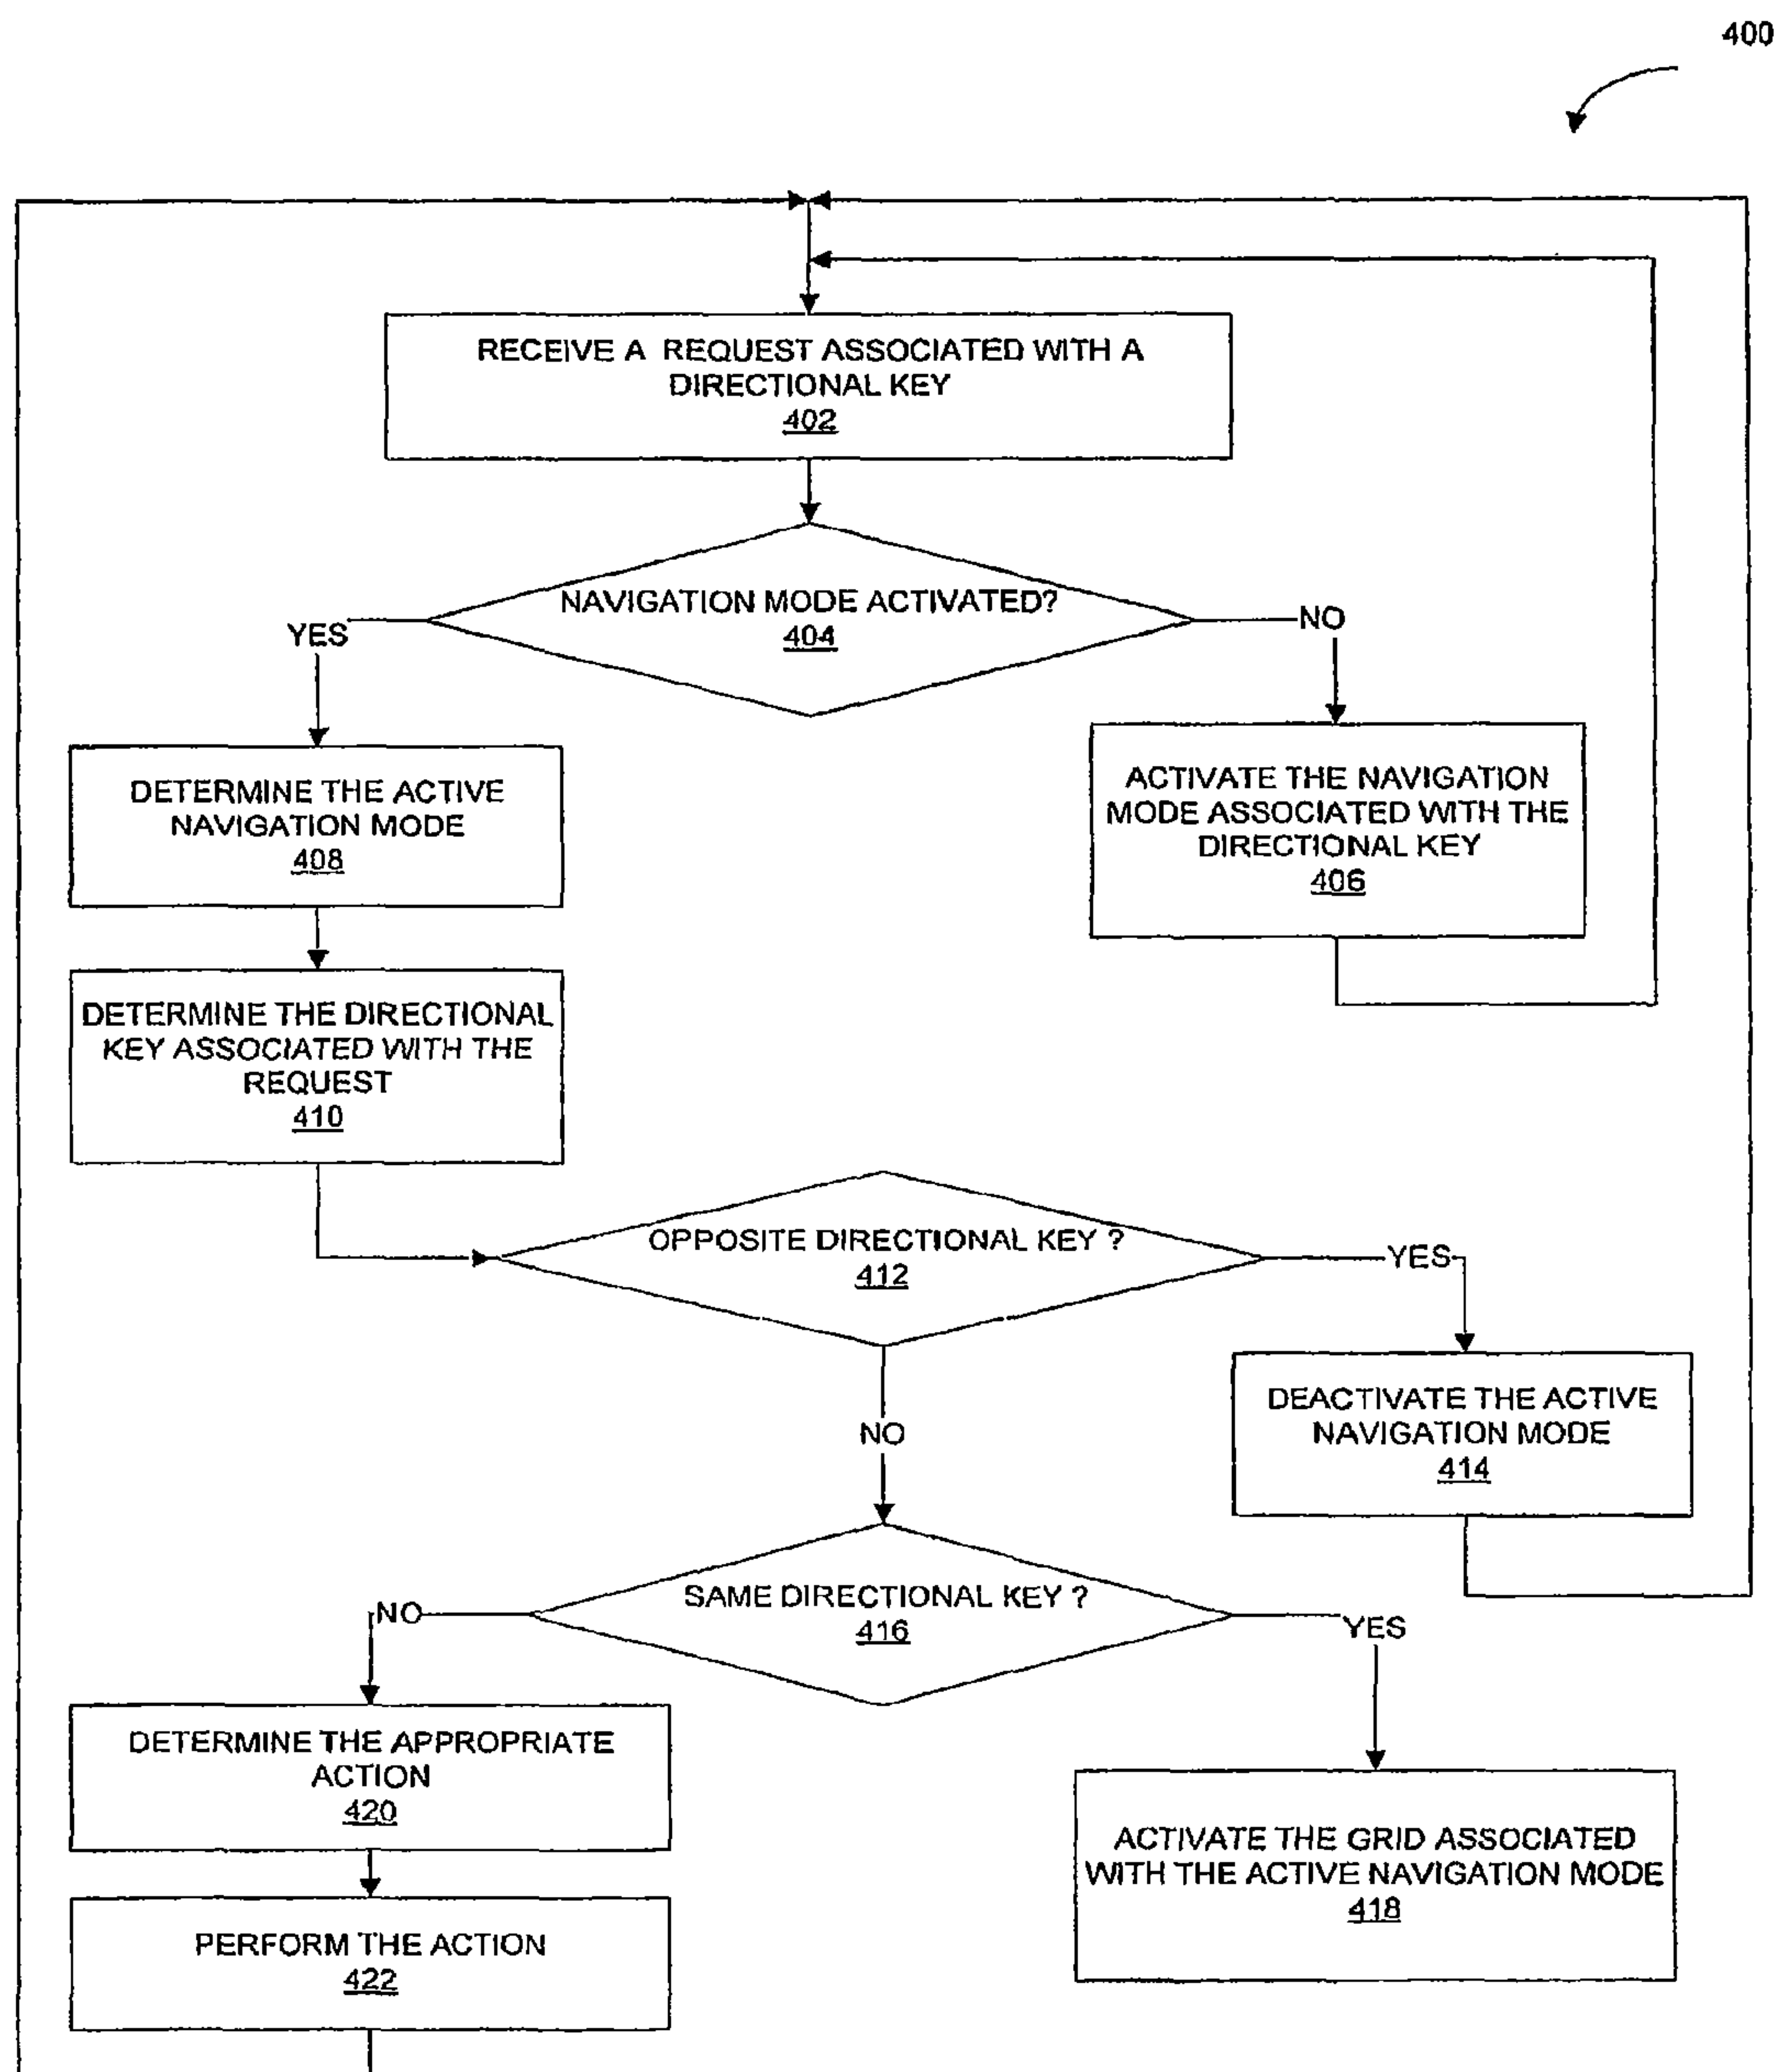 400
RECEIVE A REQUEST ASSOCIATED WITH A
DIRECTIONAL KEY
402
NAVIGATION MODE ACTIVATED?
404
YES
NO
DETERMINE THE ACTIVE
NAVIGATION MODE
408
ACTIVATE THE NAVIGATION
MODE ASSOCIATED WITH THE
DIRECTIONAL KEY
406
DETERMINE THE DIRECTIONAL
KEY ASSOCIATED WITH THE
REQUEST
410
OPPOSITE DIRECTIONAL KEY ?
412
YES
NO
DEACTIVATE THE ACTIVE
NAVIGATION MODE
414
SAME DIRECTIONAL KEY ?
416
NO
YES
DETERMINE THE APPROPRIATE
ACTION
420
ACTIVATE THE GRID ASSOCIATED
WITH THE ACTIVE NAVIGATION MODE
418
PERFORM THE ACTION
422